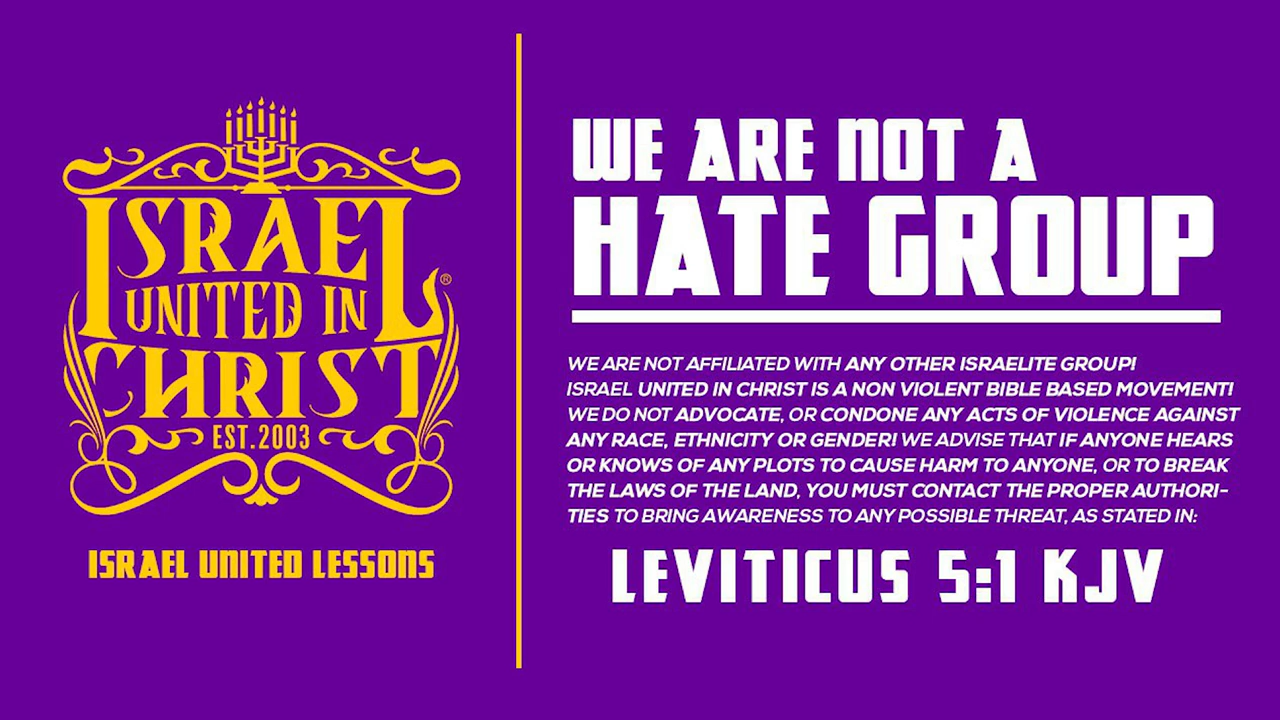 ISRAEL
UNITED IN
CHRIST
®
EST. 2003
ISRAEL UNITED LESSONS
WE ARE NOT A
HATE GROUP
WE ARE NOT AFFILIATED WITH ANY OTHER ISRAELITE GROUP!
ISRAEL UNITED IN CHRIST IS A NON VIOLENT BIBLE BASED MOVEMENT!
WE DO NOT ADVOCATE, OR CONDONE ANY ACTS OF VIOLENCE AGAINST
ANY RACE, ETHNICITY OR GENDER! WE ADVISE THAT IF ANYONE HEARS
OR KNOWS OF ANY PLOTS TO CAUSE HARM TO ANYONE, OR TO BREAK
THE LAWS OF THE LAND, YOU MUST CONTACT THE PROPER AUTHORI-
TIES TO BRING AWARENESS TO ANY POSSIBLE THREAT, AS STATED IN:
LEVITICUS 5:1 KJV